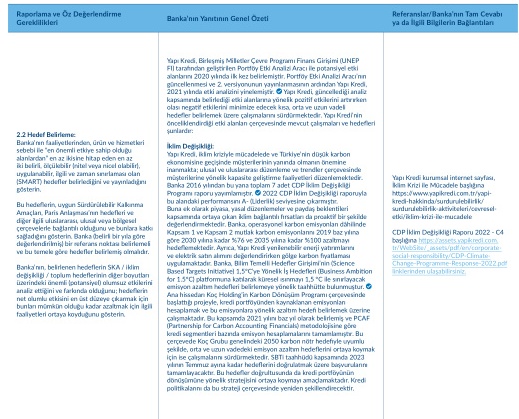 Raporlama ve Öz Değerlendirme
Gereklilikleri
Banka'nın Yanıtının Genel Özeti
Referanslar/Banka'nın Tam Cevabı
ya da İlgili Bilgilerin Bağlantıları
2.2 Hedef Belirleme:
Banka'nın faaliyetlerinden, ürün ve hizmetleri
sebebi ile "en önemli etkiye sahip olduğu
alanlardan" en az ikisine hitap eden en az
iki belirli, ölçülebilir (nitel veya nicel olabilir),
uygulanabilir, ilgili ve zaman sınırlaması olan
(SMART) hedefler belirlediğini ve yayınladığını
gösterin.
Bu hedeflerin, uygun Sürdürülebilir Kalkınma
Amaçları, Paris Anlaşması'nın hedefleri ve
diğer ilgili uluslararası, ulusal veya bölgesel
çerçevelerle bağlantılı olduğunu ve bunlara katkı
sağladığını gösterin. Banka (belirli bir yıla göre
değerlendirilmiş) bir referans noktası belirlemeli
ve bu temele göre hedefler belirlemiş olmalıdır.
Banka'nın, belirlenen hedeflerin SKA / iklim
değişikliği / toplum hedeflerinin diğer boyutları
üzerindeki önemli (potansiyel) olumsuz etkilerini
analiz ettiğini ve farkında olduğunu; hedeflerin
net olumlu etkisini en üst düzeye çıkarmak için
bunları mümkün olduğu kadar azaltmak için ilgili
faaliyetleri ortaya koyduğunu gösterin.
Yapı Kredi, Birleşmiş Milletler Çevre Programı Finans Girişimi (UNEP
FI) tarafından geliştirilen Portföy Etki Analizi Aracı ile potansiyel etki
alanlarını 2020 yılında ilk kez belirlemiştir. Portföy Etki Analizi Aracı'nın
güncellenmesi ve 2. versiyonunun yayınlanmasının ardından Yapı Kredi,
2021 yılında etki analizini yinelemiştir. Yapı Kredi, güncellediği analiz
kapsamında belirlediği etki alanlarına yönelik pozitif etkilerini artırırken
olası negatif etkilerini minimize edecek kısa, orta ve uzun vadeli
hedefler belirlemek üzere çalışmalarını sürdürmektedir. Yapı Kredi'nin
önceliklendirdiği etki alanları çerçevesinde mevcut çalışmaları ve hedefleri
şunlardır:
İklim Değişikliği:
Yapı Kredi, iklim kriziyle mücadelede ve Türkiye'nin düşük karbon
ekonomisine geçişinde müşterilerinin yanında olmanın önemine
inanmakta; ulusal ve uluslararası düzenleme ve trendler çerçevesinde
müşterilerine yönelik kapasite geliştirme faaliyetleri düzenlemektedir.
Banka 2016 yılından bu yana toplam 7 adet CDP İklim Değişikliği
Programı raporu yayımlamıştır. 2022 CDP İklim Değişikliği raporuyla
bu alandaki performansını A- (Liderlik) seviyesine çıkarmıştır.
Buna ek olarak piyasa, yasal düzenlemeler ve paydaş beklentileri
kapsamında ortaya çıkan iklim bağlantılı fırsatları da proaktif bir şekilde
değerlendirmektedir. Banka, operasyonel karbon emisyonları dâhilinde
Kapsam 1 ve Kapsam 2 mutlak karbon emisyonlarını 2019 baz yılına
göre 2030 yılına kadar %76 ve 2035 yılına kadar %100 azaltmayı
hedeflemektedir. Ayrıca, Yapı Kredi yenilenebilir enerji yatırımlarını
ve elektrik satın alımını değerlendirirken gölge karbon fiyatlaması
uygulamaktadır. Banka, Bilim Temelli Hedefler Girişimi'nin (Science
Based Targets Initiative) 1,5°C'ye Yönelik İş Hedefleri (Business Ambition
for 1.5°C) platformuna katılarak küresel ısınmayı 1,5 °C ile sınırlayacak
emisyon azaltım hedefleri belirlemeye yönelik taahhütte bulunmuştur.
Ana hissedarı Koç Holding'in Karbon Dönüşüm Programı çerçevesinde
başlattığı projeyle, kredi portföyünden kaynaklanan emisyonları
hesaplamak ve bu emisyonlara yönelik azaltım hedefi belirlemek üzerine
çalışmaktadır. Bu kapsamda 2021 yılını baz yıl olarak belirlemiş ve PCAF
(Partnership for Carbon Accounting Financials) metodolojisine göre
kredi segmentleri bazında emisyon hesaplamalarını tamamlamıştır. Bu
çerçevede Koç Grubu genelindeki 2050 karbon nötr hedefiyle uyumlu
şekilde, orta ve uzun vadedeki emisyon azaltım hedeflerini ortaya koymak
için ise çalışmalarını sürdürmektedir. SBTi taahhüdü kapsamında 2023
yılının Temmuz ayına kadar hedeflerini doğrulatmak üzere başvurularını
tamamlayacaktır. Bu hedefler doğrultusunda da kredi portföyünün
dönüşümüne yönelik stratejisini ortaya koymayı amaçlamaktadır. Kredi
politikalarını da bu strateji çerçevesinde yeniden şekillendirecektir.
Yapı Kredi kurumsal internet sayfası,
İklim Krizi ile Mücadele başlığına
https://www.yapikredi.com.tr/yapi-
kredi-hakkinda/surdurulebilirlik/
surdurulebilirlik-aktiviteleri/cevresel-
etki/iklim-krizi-ile-mucadele
CDP İklim Değişikliği Raporu 2022 - C4
başlığına https://assets.yapikredi.com.
tr/WebSite/_assets/pdf/en/corporate-
social-responsibility/CDP-Climate
Change-Programme-Response-2022.pdf
linklerinden ulaşabilirsiniz.